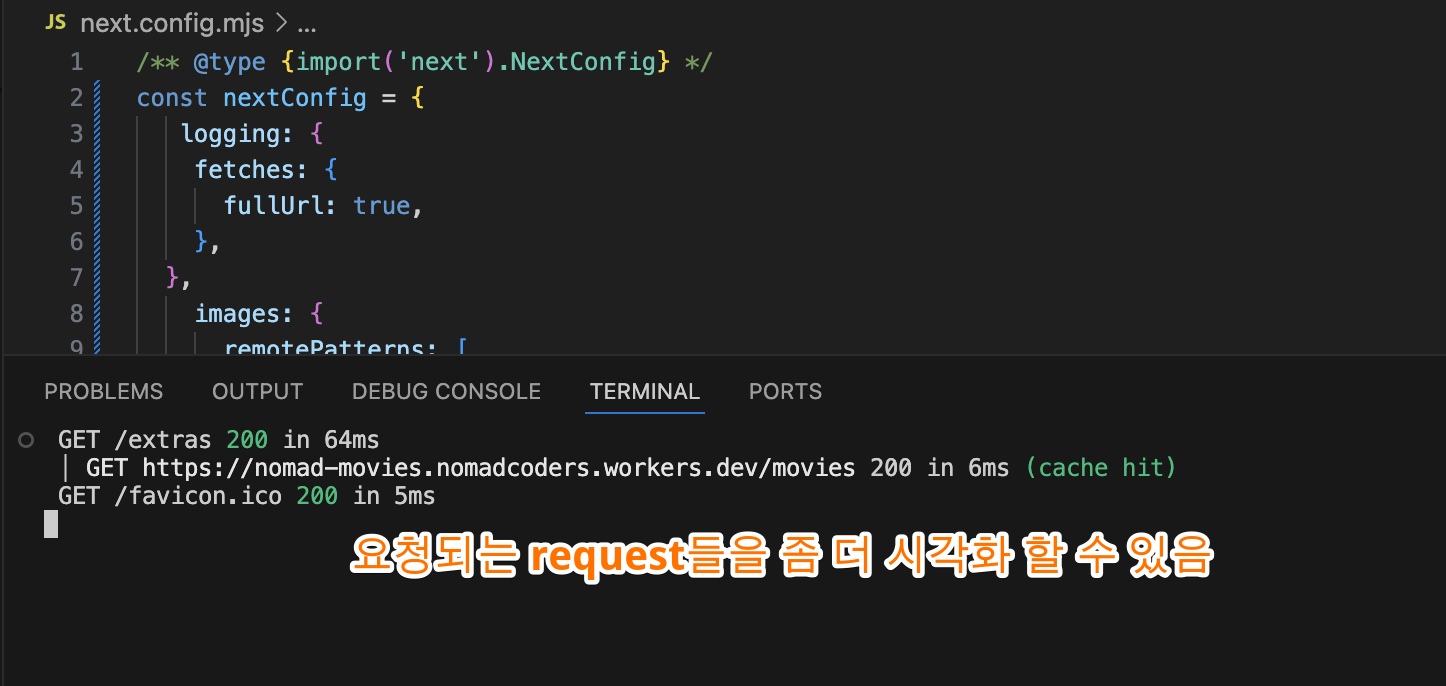 JS next.config.mjs > ...
1 /** @type {import('next').NextConfig} */
2 const nextConfig = {
3 logging: {
4 fetches: {
5 fullUrl: true,
6 },
7 },
8 images: {
9 remotePatterns: [
PROBLEMS OUTPUT DEBUG CONSOLE TERMINAL PORTS
GET /extras 200 in 64ms
| GET https://nomad-movies.nomadcoders.workers.dev/movies 200 in 6ms (cache hit)
GET /favicon.ico 200 in 5ms
요청되는 request들을 좀 더 시각화 할 수 있음